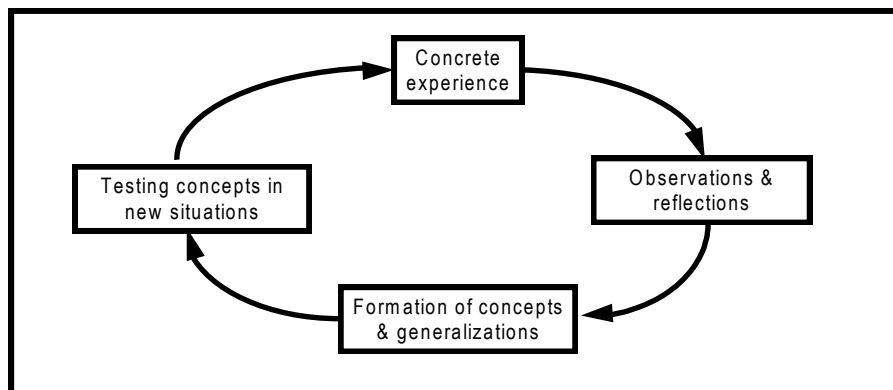 Concrete
experience
Observations &
reflections
Formation of concepts
& generalizations
Testing concepts in
new situations